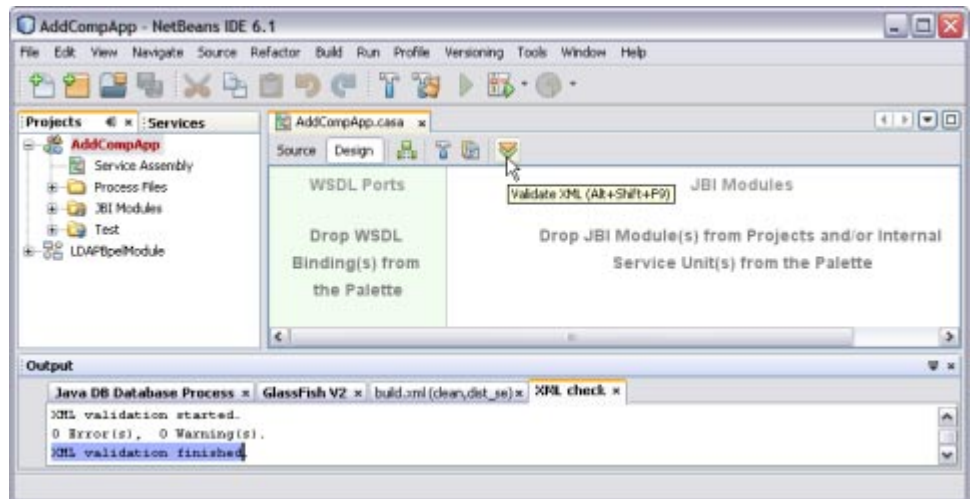 AddCompApp - NetBeans IDE 6.1
File Edit View Navigate Source Refactor Build Run Profile Versioning Tools Window Help
Projects Services
AddCompApp
Service Assembly
Process Files
JBI Modules
Test
LDAPBpelModule
AddCompApp.casa
Source Design
Validate XML (Alt+Shift+F9)
WSDL Ports
Drop WSDL
Binding(s) from
the Palette
JBI Modules
Drop JBI Module(s) from Projects and/or Internal
Service Unit(s) from the Palette
Output
Java DB Database Process GlassFish V2 build.xml (clean,dist_se) XML check
XML validation started.
0 Error(s), 0 Warning(s).
XML validation finished.